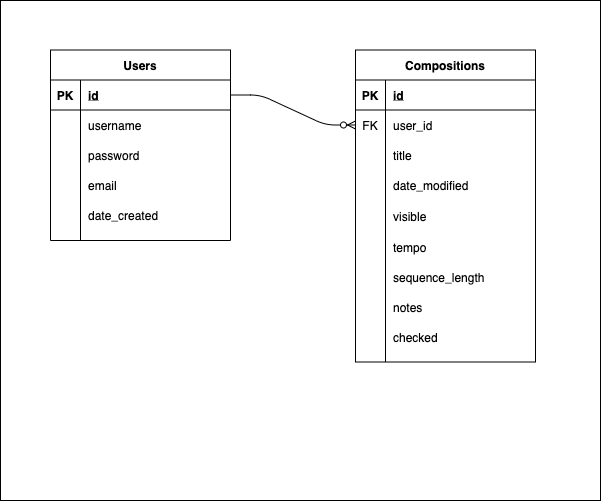 Users
PK id
username
password
email
date_created
Compositions
PK id
FK user_id
title
date_modified
visible
tempo
sequence_length
notes
checked